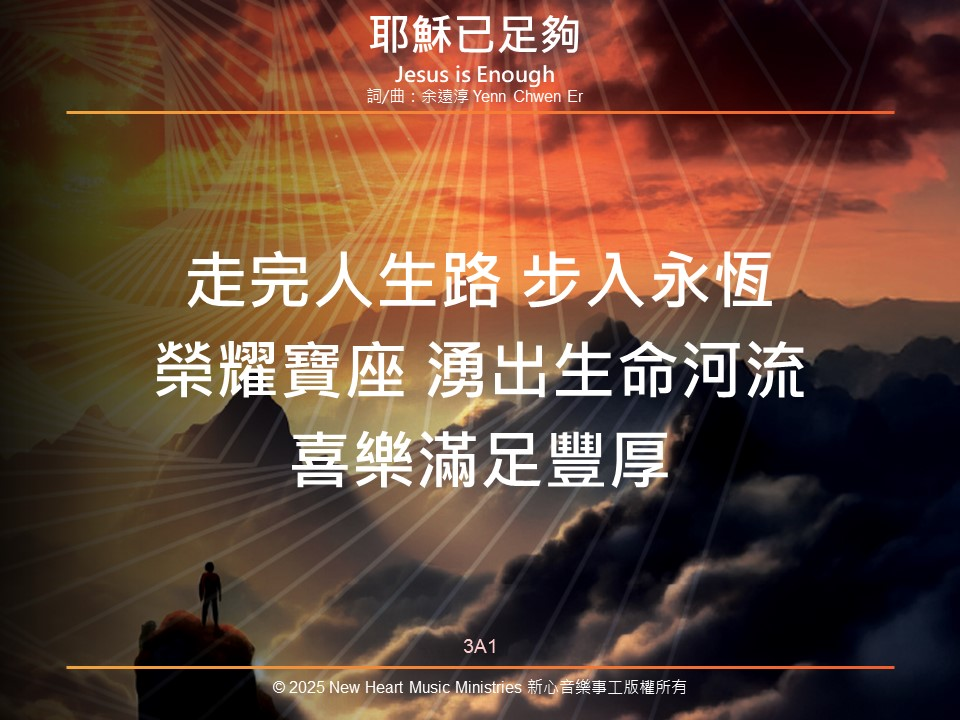 耶穌已足夠
Jesus is Enough
詞/曲：余遠淳 Yenn Chwen Er
走完人生路 步入永恆
榮耀寶座 湧出生命河流
喜樂滿足豐厚
3A1
© 2025 New Heart Music Ministries 新心音樂事工版權所有